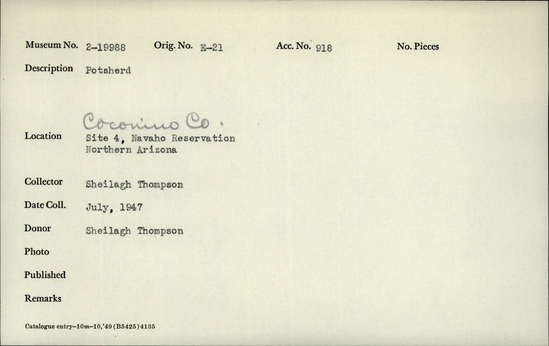 Museum No. 2-19988 Orig. No. E-21 Acc. No. 918 No. Pieces
Description Potsherd
Coconino Co.
Location Site 4, Navaho Reservation
Northern Arizona
Collector Sheilagh Thompson
Date Coll. July, 1947
Donor Sheilagh Thompson
Photo
Published
Remarks
Catalogue entry—10m—10,'49 (B5425) 4135